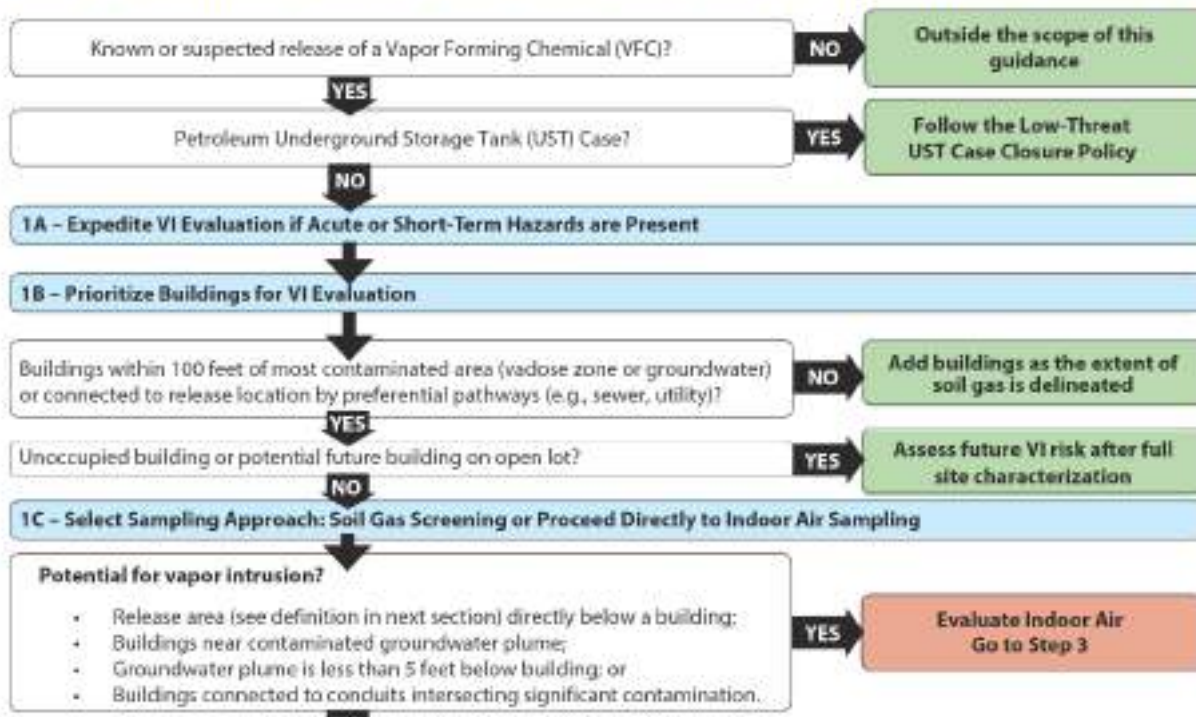 Known or suspected release of a Vapor Forming Chemical (VFC)?
NO
Outside the scope of this
guidance
YES
Petroleum Underground Storage Tank (UST) Case?
YES
Follow the Low-Threat
UST Case Closure Policy
NO
1A – Expedite VI Evaluation if Acute or Short-Term Hazards are Present
1B – Prioritize Buildings for VI Evaluation
Buildings within 100 feet of most contaminated area (vadose zone or groundwater)
or connected to release location by preferential pathways (e.g., sewer, utility)?
NO
Add buildings as the extent of
soil gas is delineated
YES
Unoccupied building or potential future building on open lot?
YES
Assess future VI risk after full
site characterization
NO
1C – Select Sampling Approach: Soil Gas Screening or Proceed Directly to Indoor Air Sampling
Potential for vapor intrusion?
• Release area (see definition in next section) directly below a building;
• Buildings near contaminated groundwater plume;
• Groundwater plume is less than 5 feet below building; or
• Buildings connected to conduits intersecting significant contamination.
YES
Evaluate Indoor Air
Go to Step 3